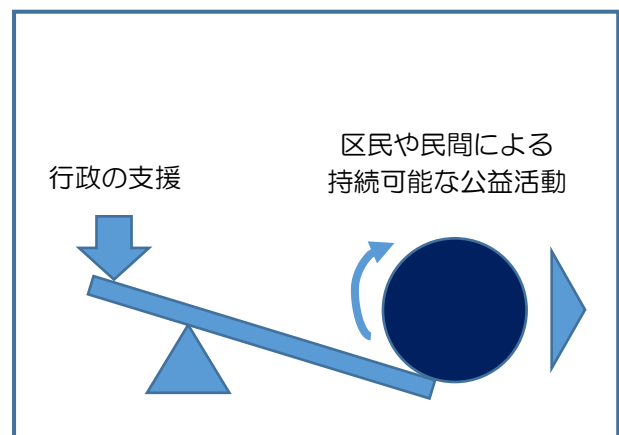 行政の支援
区民や民間による
持続可能な公益活動